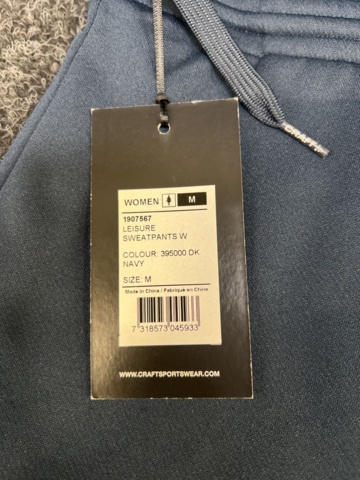 CRAFT
WOMEN M
1907567
LEISURE
SWEATPANTS W
COLOUR: 395000 DK
NAVY
SIZE: M
Made in China / Fabriqué en Chine
7 318573 045933
WWW.CRAFTSPORTSWEAR.COM